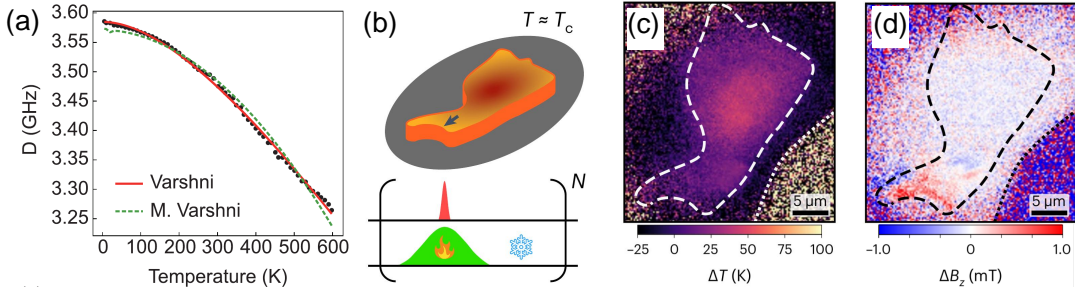 (a)
3.60
3.55
3.50
3.45
3.40
3.35
3.30
3.25
D (GHz)
Varshni
M. Varshni
0 100 200 300 400 500 600
Temperature (K)
(b)
T ≈ T_c
N
(c)
5 µm
−25 0 25 50 75 100
ΔT (K)
(d)
5 µm
−1.0 0 1.0
ΔB_z (mT)